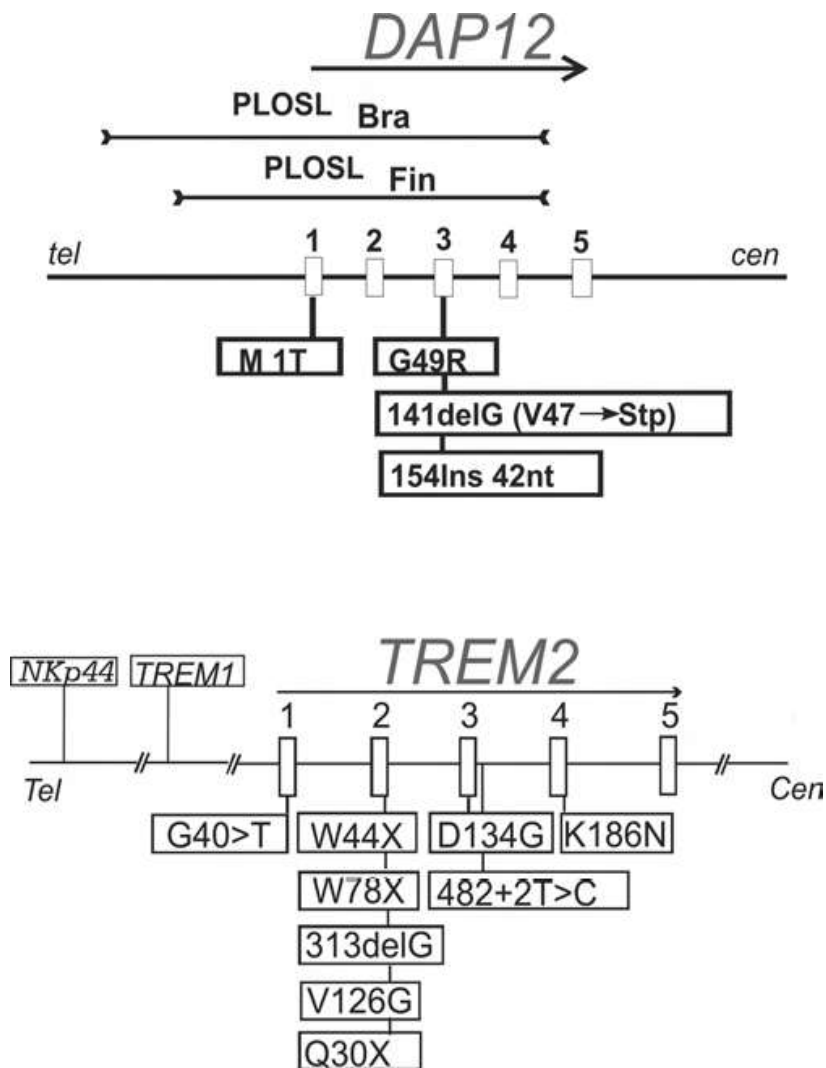 DAP12
PLOSL Bra
PLOSL Fin
1 2 3 4 5
tel cen
M 1T G49R
141delG (V47→Stp)
154Ins 42nt
TREM2
NKp44 TREM1
1 2 3 4 5
Tel Cen
G40>T W44X D134G K186N
W78X 482+2T>C
313delG
V126G
Q30X